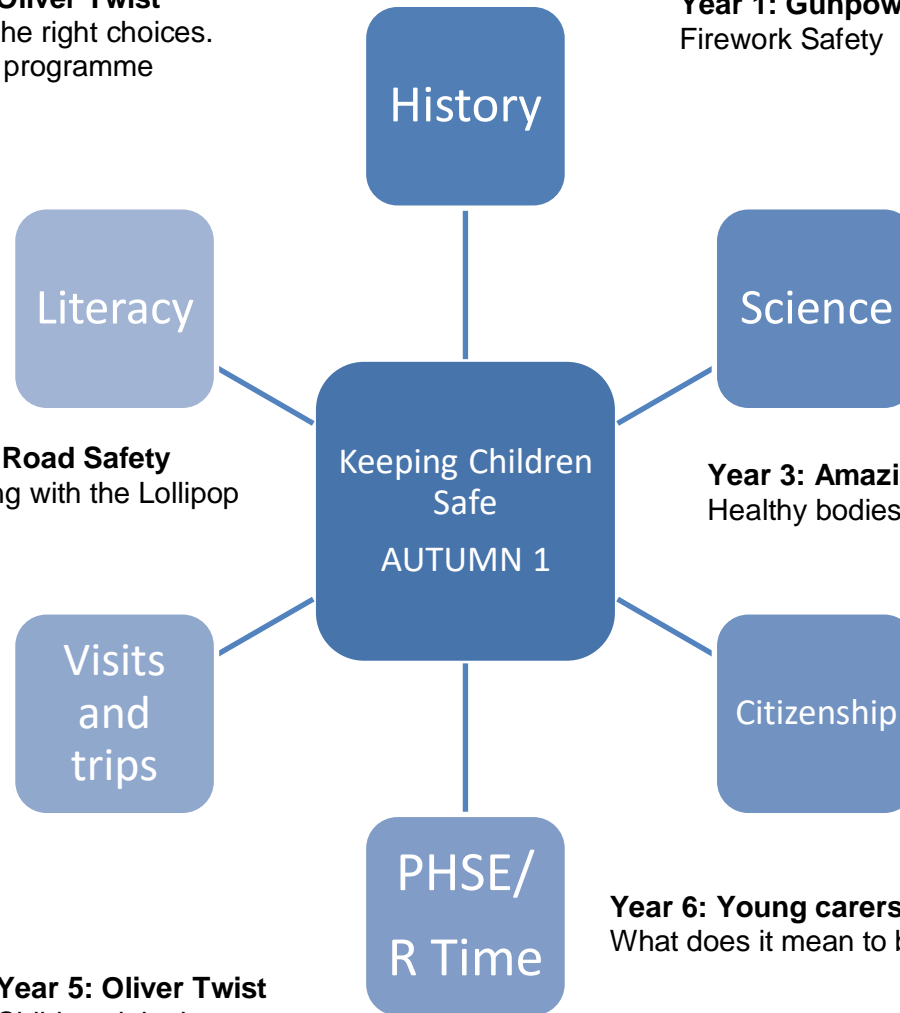 Oliver Twist
he right choices.
programme
Year 1: Gunpow
Firework Safety
History
Literacy
Science
Road Safety
ng with the Lollipop
Keeping Children
Safe
AUTUMN 1
Year 3: Amazi
Healthy bodies
Visits
and
trips
Citizenship
PHSE/
R Time
Year 6: Young carers
What does it mean to b
Year 5: Oliver Twist